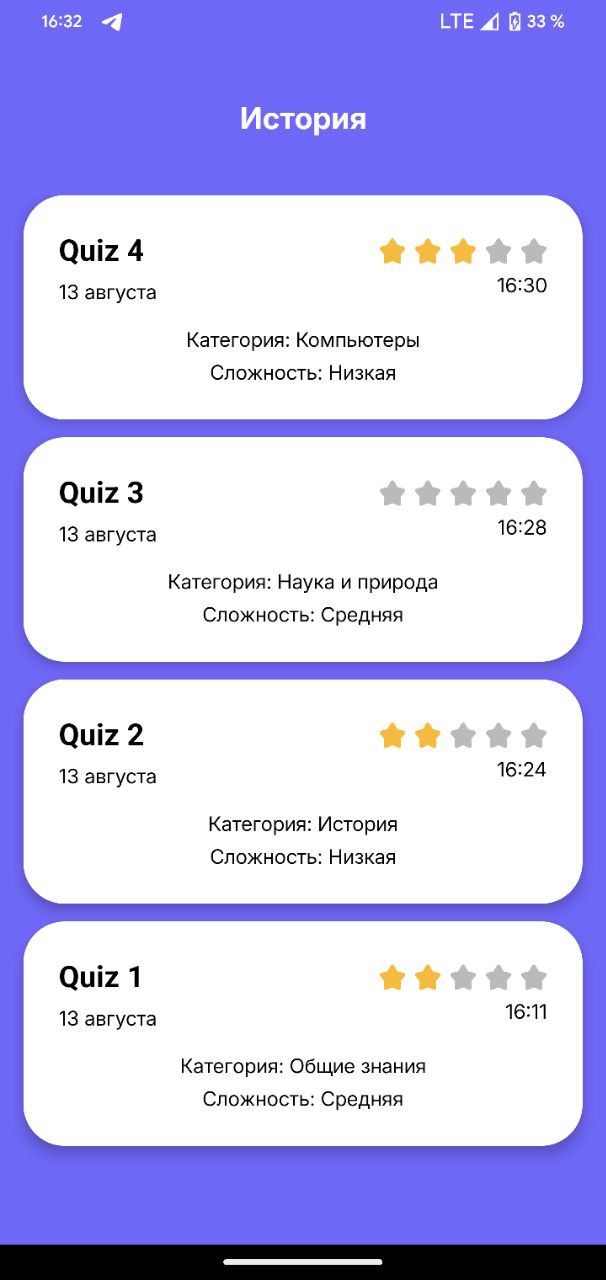 16:32 LTE 33 %
История
Quiz 4
13 августа 16:30
Категория: Компьютеры
Сложность: Низкая
Quiz 3
13 августа 16:28
Категория: Наука и природа
Сложность: Средняя
Quiz 2
13 августа 16:24
Категория: История
Сложность: Низкая
Quiz 1
13 августа 16:11
Категория: Общие знания
Сложность: Средняя